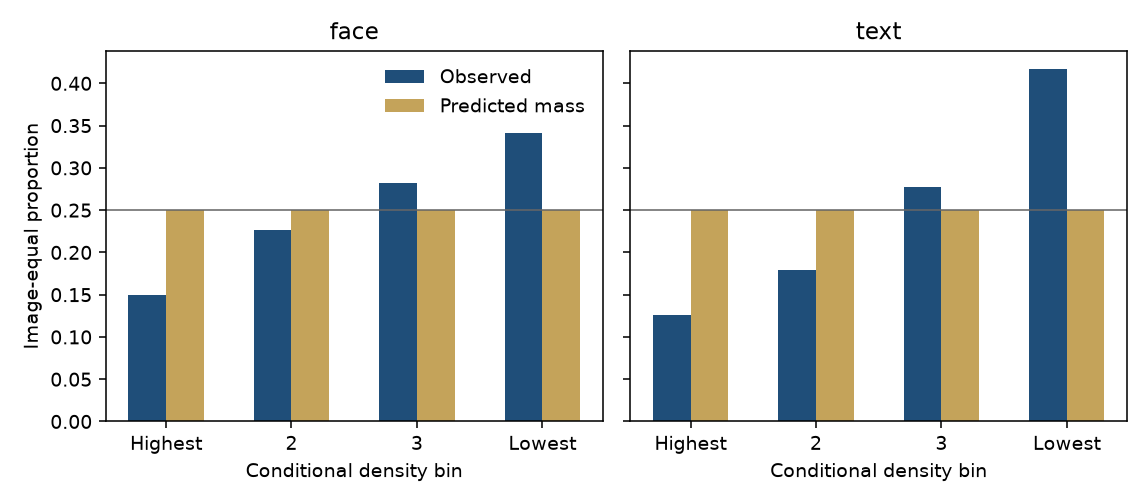 face
text
Observed
Predicted mass
Image-equal proportion
0.40
0.35
0.30
0.25
0.20
0.15
0.10
0.05
0.00
Highest 2 3 Lowest
Conditional density bin
Highest 2 3 Lowest
Conditional density bin